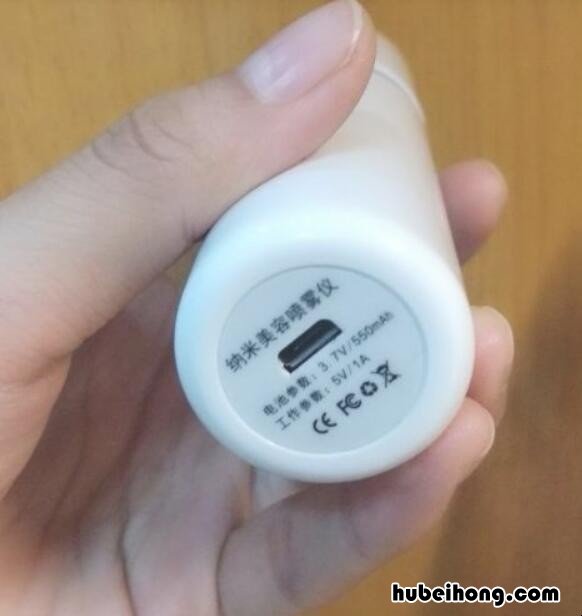 纳米美容喷雾仪
电池参数：3.7V/550mAh
工作参数：5V/1A
CE FC
hubeihong.com